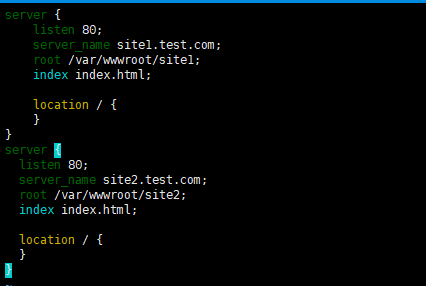 server {
    listen 80;
    server_name site1.test.com;
    root /var/wwwroot/site1;
    index index.html;
    location / {
    }
}
server {
  listen 80;
  server_name site2.test.com;
  root /var/wwwroot/site2;
  index index.html;
  location / {
  }
}